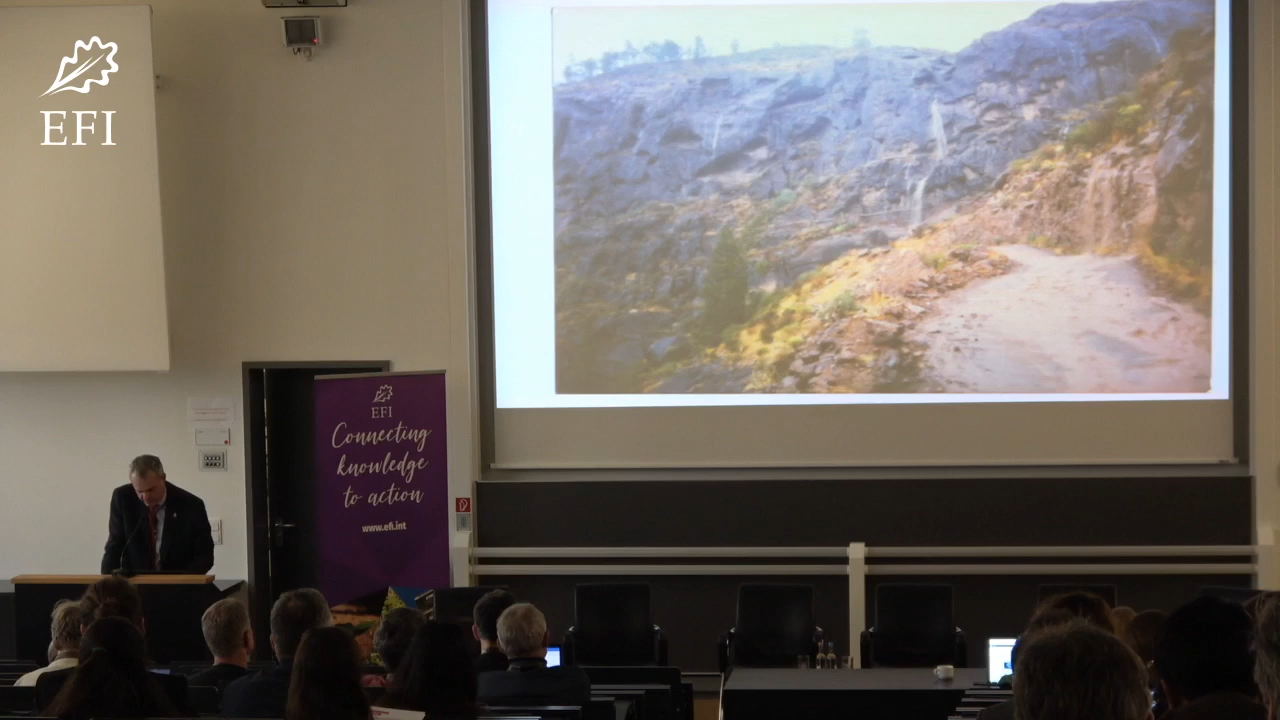 EFI
EFI
Connecting
knowledge
to action
www.efi.int